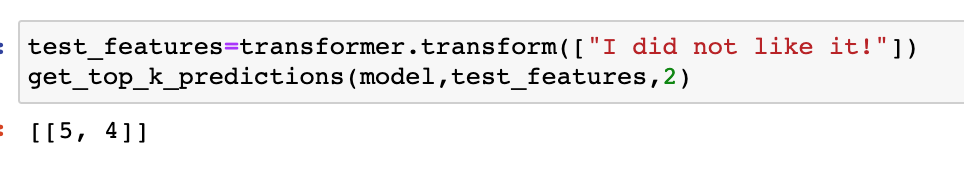 test_features=transformer.transform(["I did not like it!"])
get_top_k_predictions(model,test_features,2)
[[5, 4]]